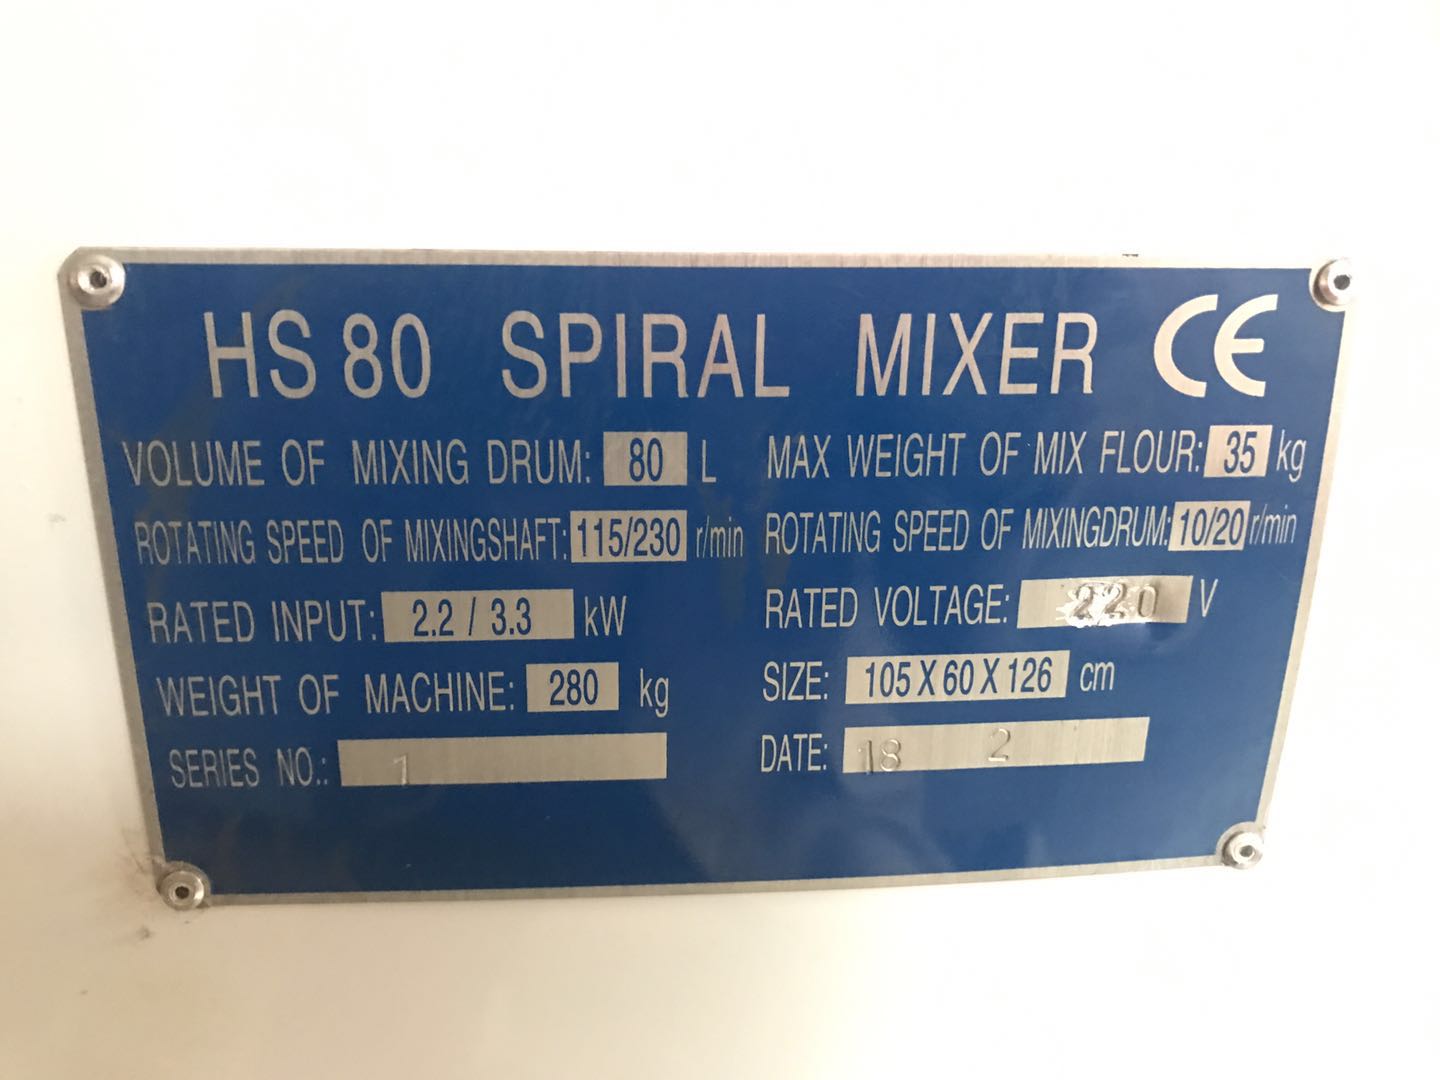 HS 80 SPIRAL MIXER CE
VOLUME OF MIXING DRUM: 80 L MAX WEIGHT OF MIX FLOUR: 35 kg
ROTATING SPEED OF MIXINGSHAFT: 115/230 r/min ROTATING SPEED OF MIXINGDRUM: 10/20 r/min
RATED INPUT: 2.2 / 3.3 kW RATED VOLTAGE: 220 V
WEIGHT OF MACHINE: 280 kg SIZE: 105 X 60 X 126 cm
SERIES NO.: 1 DATE: 18 2